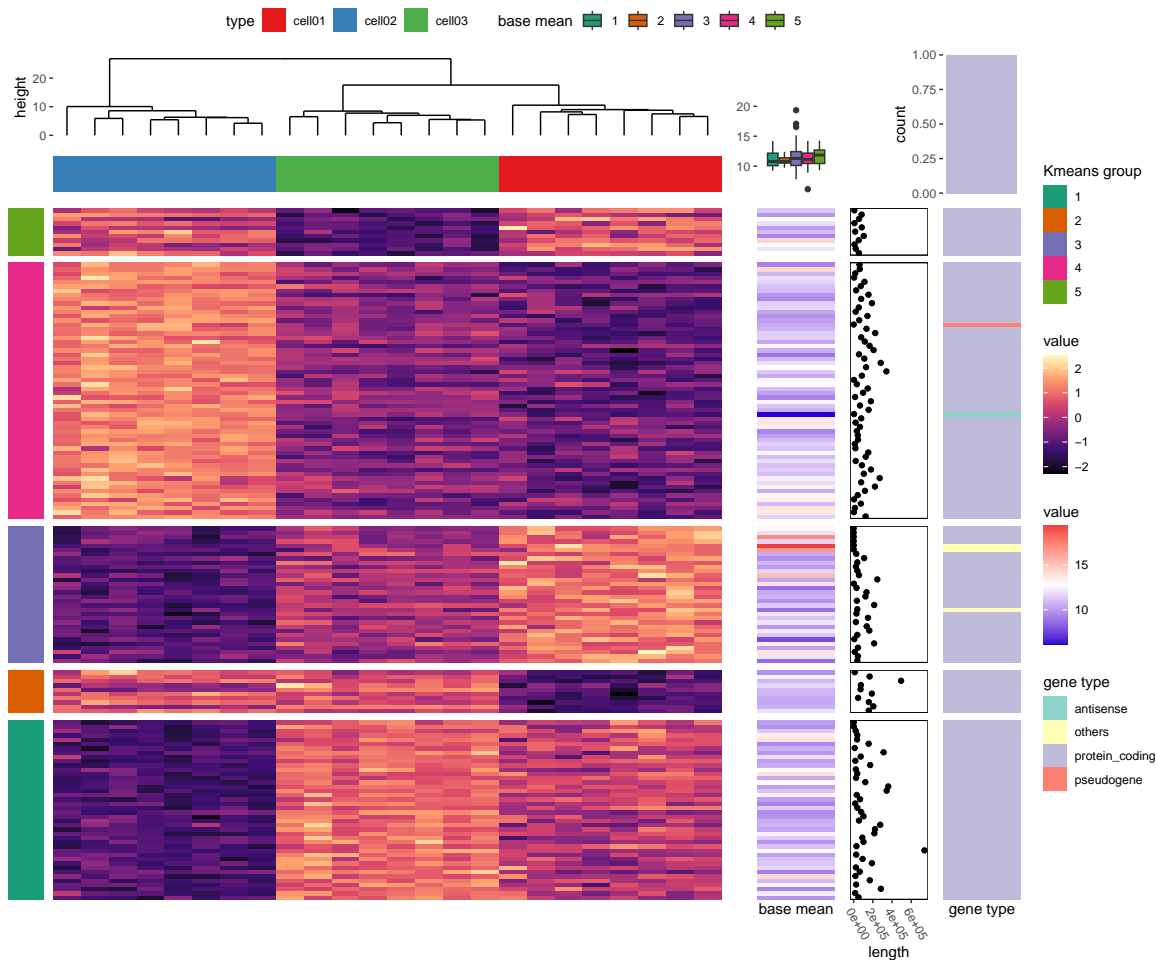 type cell01 cell02 cell03 base mean 1 2 3 4 5
height
20
10
0
20
15
10
count
1.00
0.75
0.50
0.25
0.00
Kmeans group
1
2
3
4
5
value
2
1
0
−1
−2
value
15
10
gene type
antisense
others
protein_coding
pseudogene
base mean
0e+00
2e+05
4e+05
6e+05
length
gene type